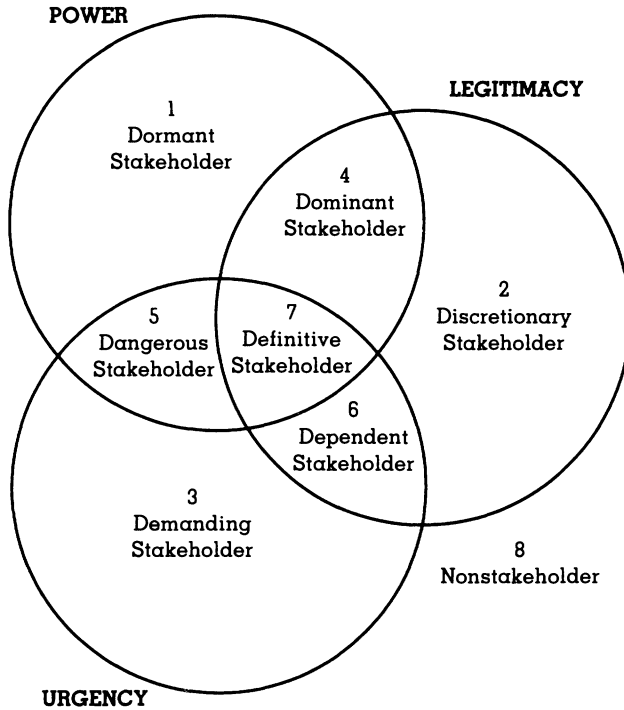 POWER
LEGITIMACY
1
Dormant
Stakeholder
4
Dominant
Stakeholder
5
Dangerous
Stakeholder
7
Definitive
Stakeholder
2
Discretionary
Stakeholder
6
Dependent
Stakeholder
3
Demanding
Stakeholder
8
Nonstakeholder
URGENCY